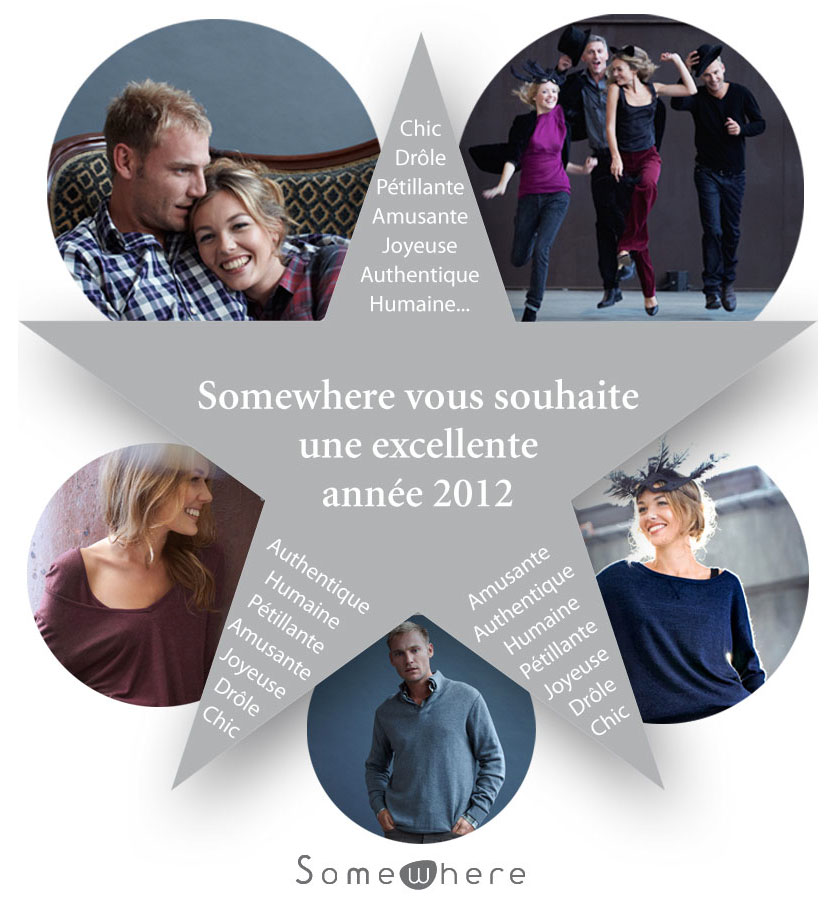 Chic
Drôle
Pétillante
Amusante
Joyeuse
Authentique
Humaine...
Somewhere vous souhaite
une excellente
année 2012
Authentique
Humaine
Pétillante
Amusante
Joyeuse
Drôle
Chic
Amusante
Authentique
Humaine
Pétillante
Joyeuse
Drôle
Chic
Somewhere